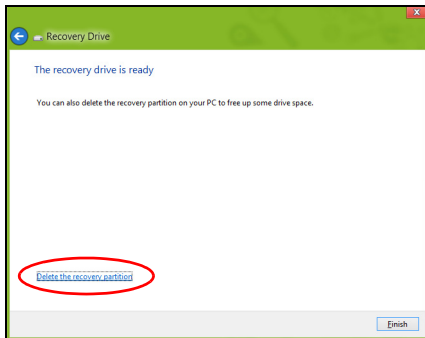 x
Recovery Drive
The recovery drive is ready
You can also delete the recovery partition on your PC to free up some drive space.
Delete the recovery partition
Finish